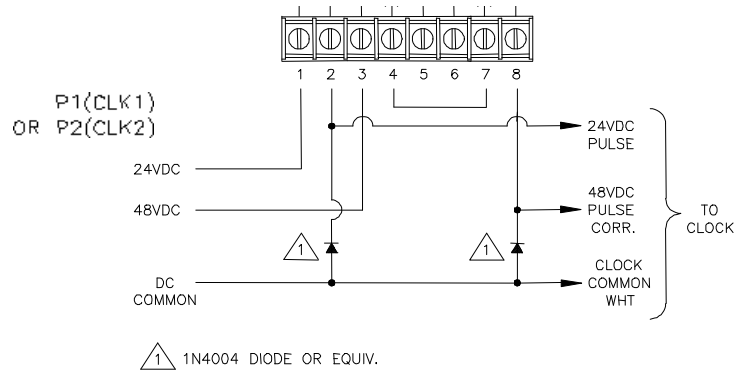 1 2 3 4 5 6 7 8
P1(CLK1)
OR P2(CLK2)
24VDC
PULSE
24VDC
48VDC
48VDC
PULSE
CORR.
TO
CLOCK
1
1
DC
COMMON
CLOCK
COMMON
WHT
1 1N4004 DIODE OR EQUIV.